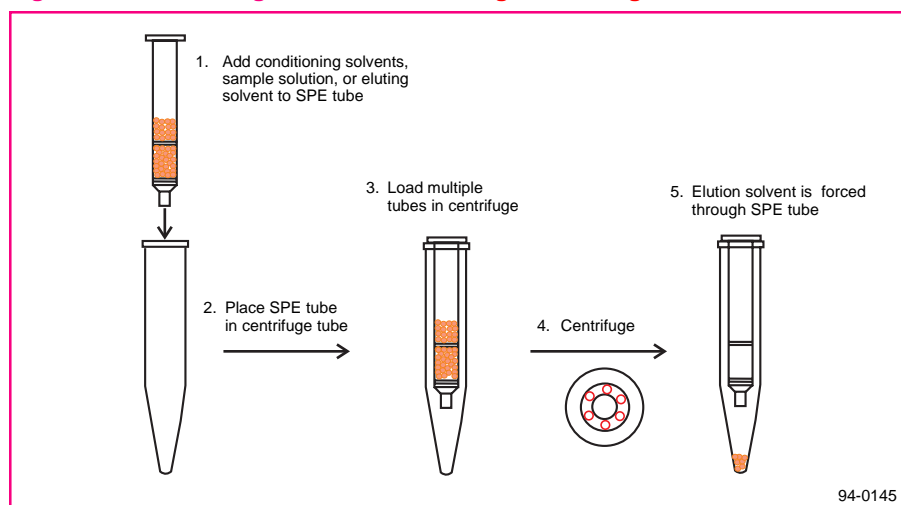 1. Add conditioning solvents,
sample solution, or eluting
solvent to SPE tube
2. Place SPE tube
in centrifuge tube
3. Load multiple
tubes in centrifuge
4. Centrifuge
5. Elution solvent is forced
through SPE tube
94-0145